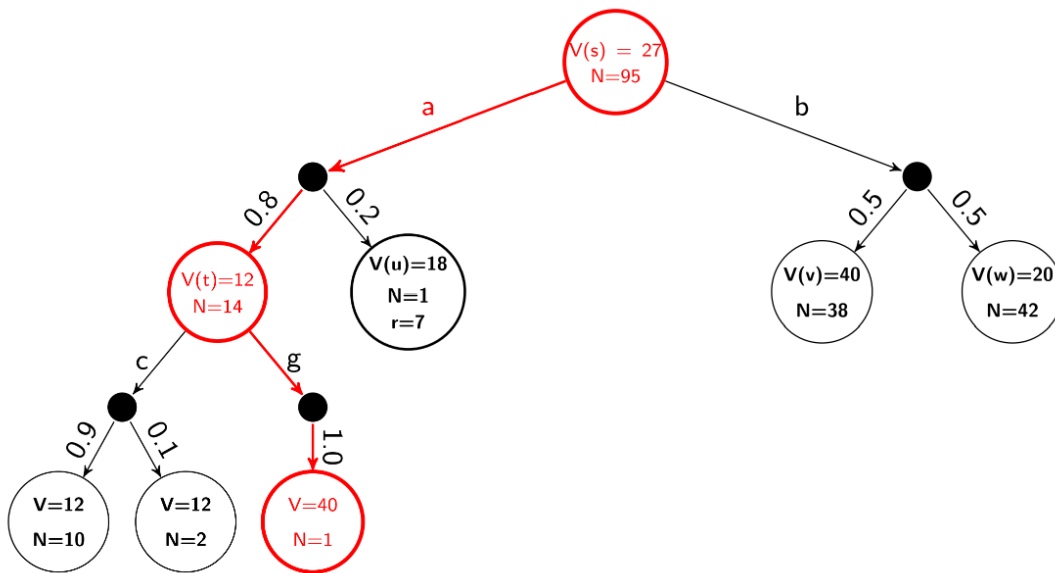 V(s) = 27
N=95
a
b
0.8
0.2
0.5
0.5
V(t)=12
N=14
V(u)=18
N=1
r=7
V(v)=40
N=38
V(w)=20
N=42
c
g
0.9
0.1
1.0
V=12
N=10
V=12
N=2
V=40
N=1